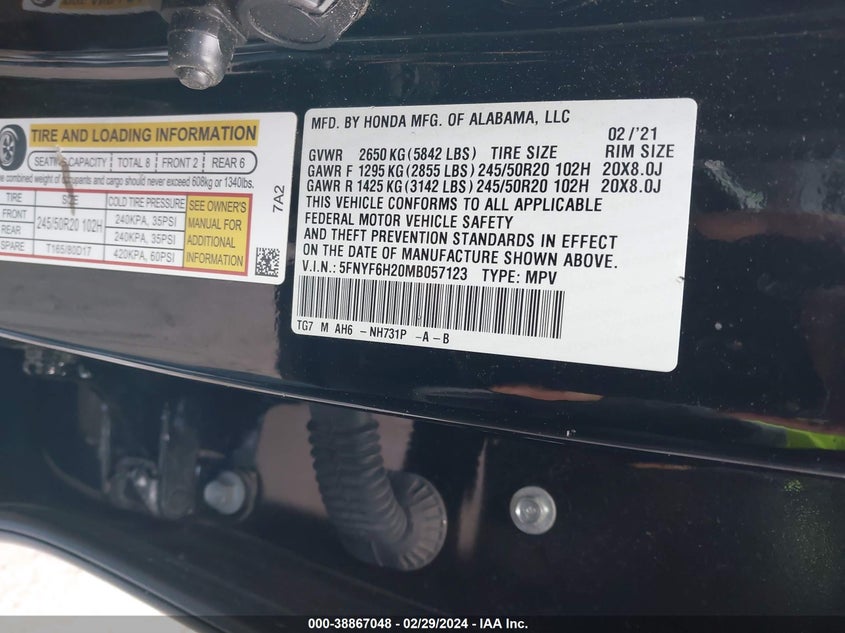 TIRE AND LOADING INFORMATION
SEATING CAPACITY TOTAL 8 FRONT 2 REAR 6
he combined weight of occupants and cargo should never exceed 608kg or 1340lbs.
TIRE SIZE COLD TIRE PRESSURE
FRONT 245/50R20 102H 240KPA, 35PSI
REAR 240KPA, 35PSI
SPARE T165/80D17 420KPA, 60PSI
SEE OWNER'S
MANUAL FOR
ADDITIONAL
INFORMATION
7A2
MFD. BY HONDA MFG. OF ALABAMA, LLC 02/'21
GVWR 2650 KG (5842 LBS) TIRE SIZE RIM SIZE
GAWR F 1295 KG (2855 LBS) 245/50R20 102H 20X8.0J
GAWR R 1425 KG (3142 LBS) 245/50R20 102H 20X8.0J
THIS VEHICLE CONFORMS TO ALL APPLICABLE
FEDERAL MOTOR VEHICLE SAFETY
AND THEFT PREVENTION STANDARDS IN EFFECT
ON THE DATE OF MANUFACTURE SHOWN ABOVE.
V.I.N.: 5FNYF6H20MB057123 TYPE: MPV
TG7 M AH6 -NH731P -A-B
000-38867048 - 02/29/2024 - IAA Inc.